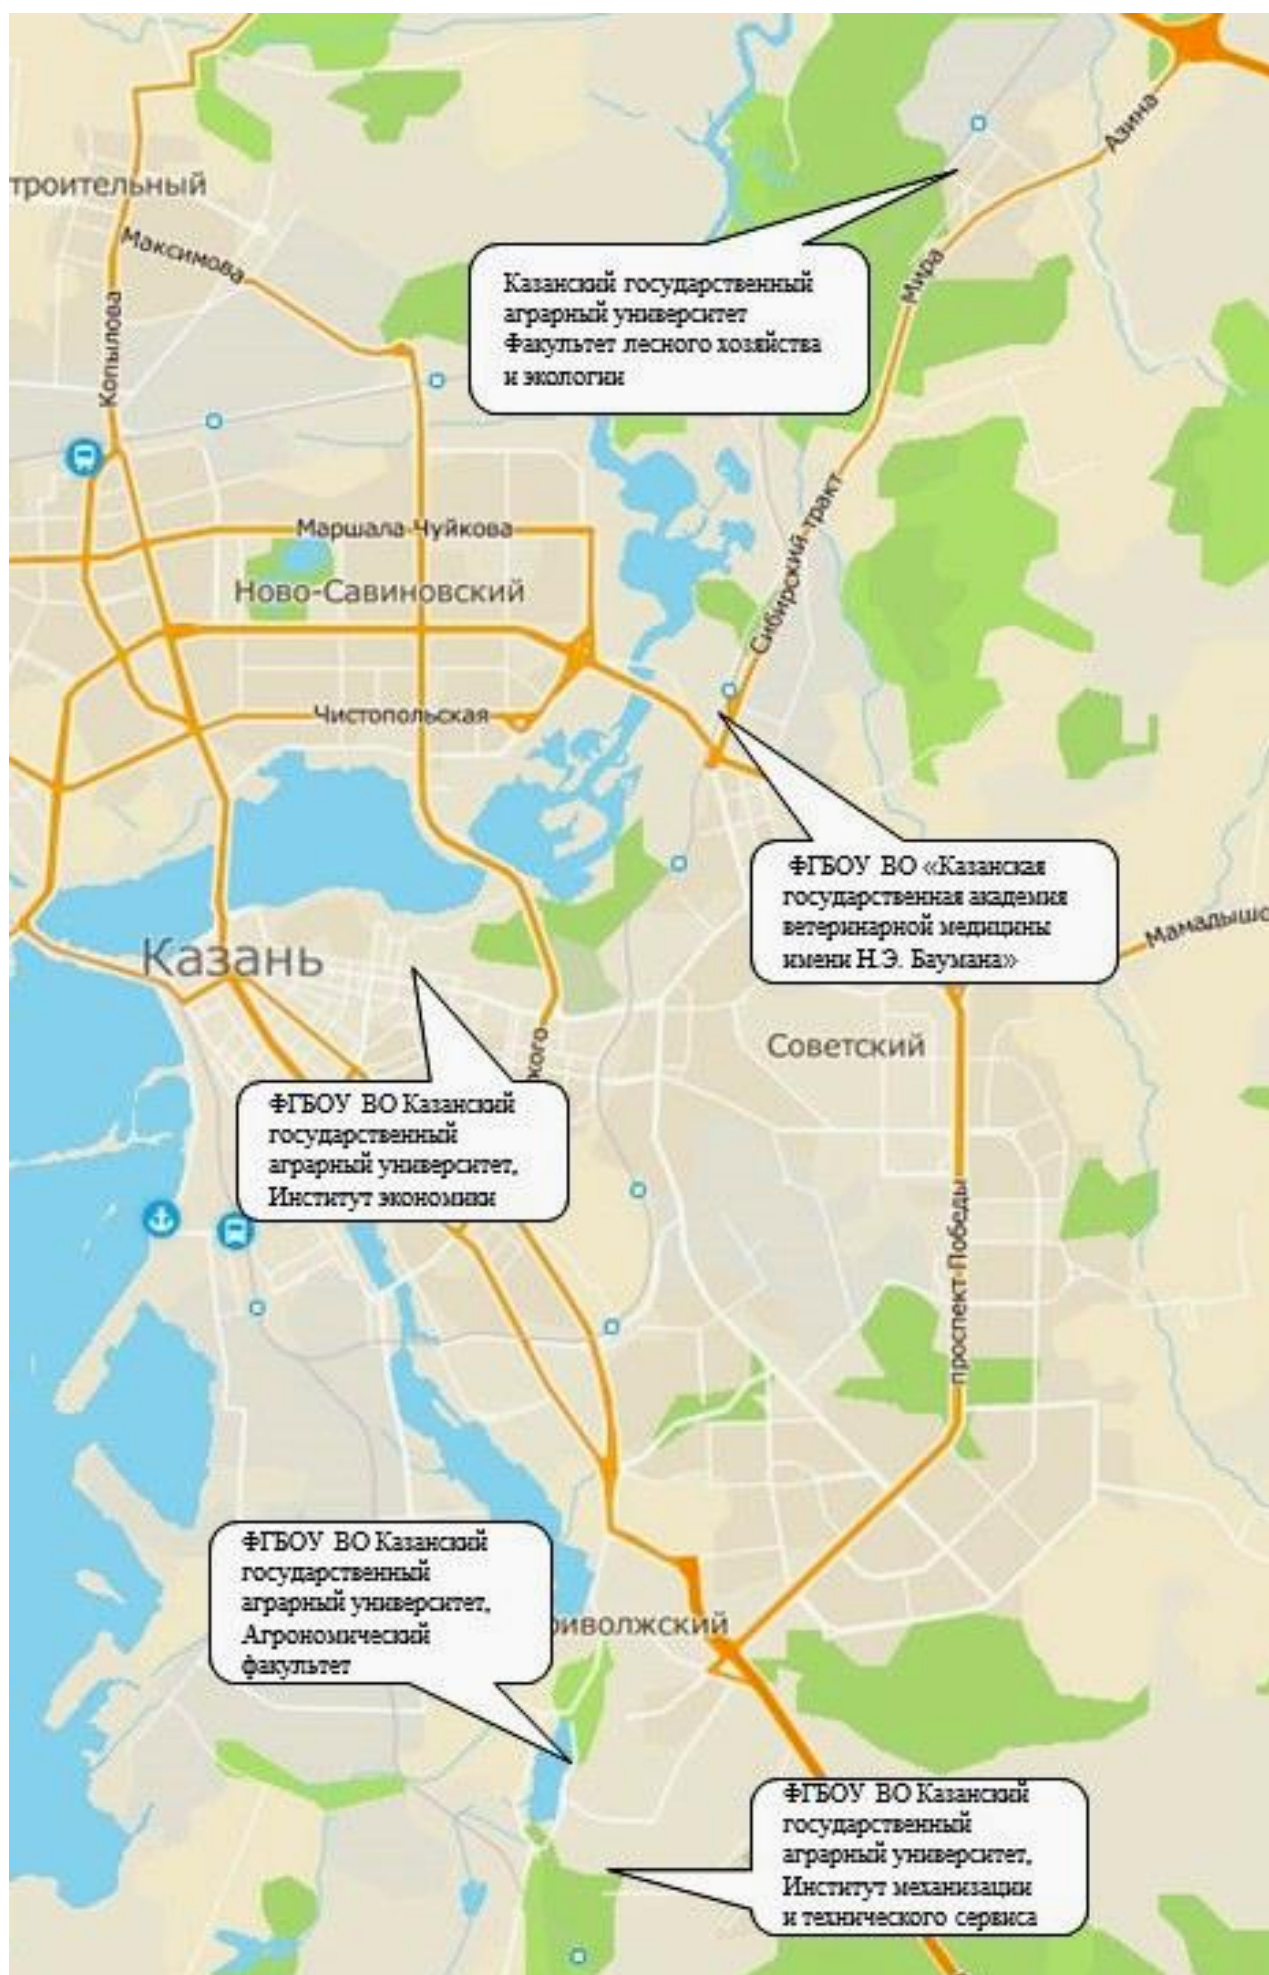 Азина
троительный
Максимова
Мира
Казанский государственный
аграрный университет
Факультет лесного хозяйства
и экологии
Копылова
Сибирский тракт
Маршала Чуйкова
Ново-Савиновский
Чистопольская
ФГБОУ ВО «Казанская
государственная академия
ветеринарной медицины
имени Н.Э. Баумана»
Мамадышс
Казань
кого
Советский
ФГБОУ ВО Казанский
государственный
аграрный университет,
Институт экономики
проспект Победы
ФГБОУ ВО Казанский
государственный
аграрный университет,
Агрономический
факультет
риволжский
ФГБОУ ВО Казанский
государственный
аграрный университет,
Институт механизации
и технического сервиса